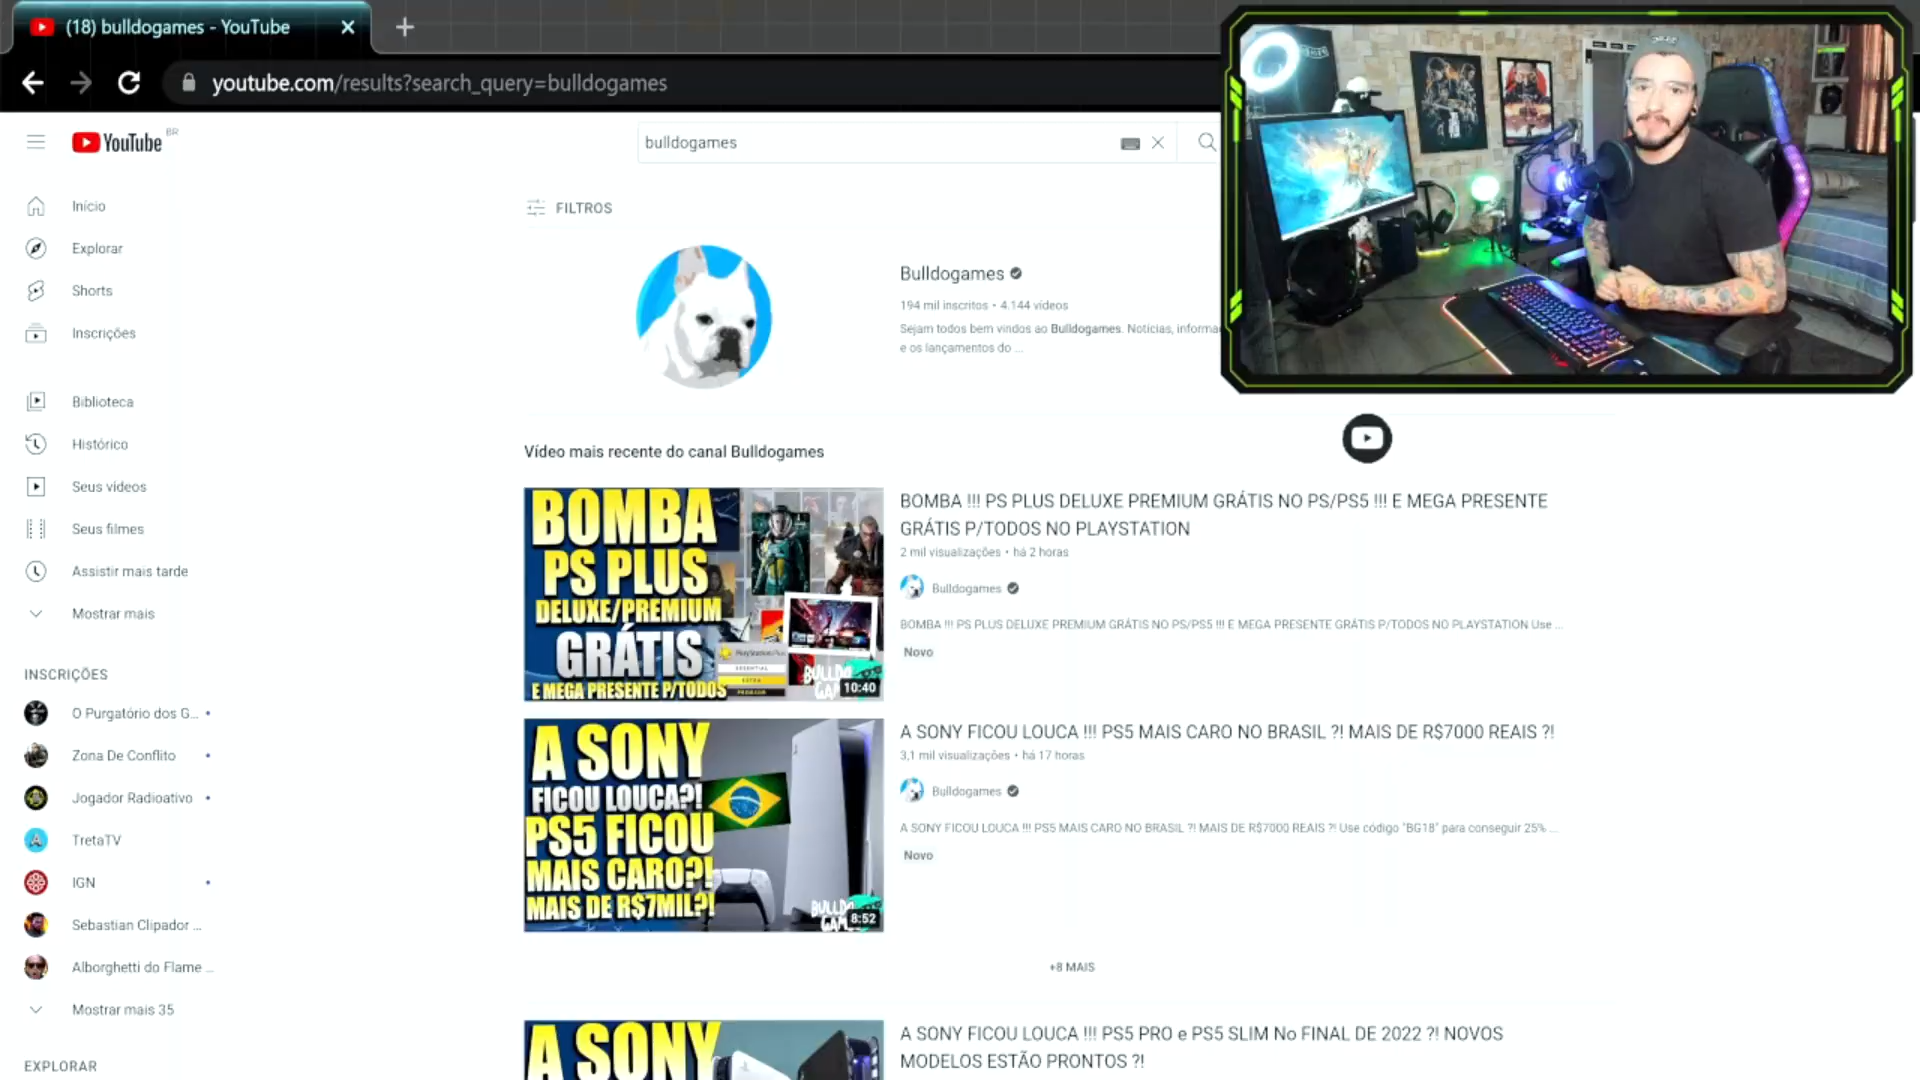 (18) bulldogames - YouTube
youtube.com/results?search_query=bulldogames
YouTube
BR
bulldogames
Início
Explorar
Shorts
Inscrições
Biblioteca
Histórico
Seus vídeos
Seus filmes
Assistir mais tarde
Mostrar mais
INSCRIÇÕES
O Purgatório dos G...
Zona De Conflito
Jogador Radioativo
TretaTV
IGN
Sebastian Clipador ...
Alborghetti do Flame ...
Mostrar mais 35
EXPLORAR
FILTROS
Bulldogames
194 mil inscritos • 4.144 vídeos
Sejam todos bem vindos ao Bulldogames. Notícias, informa
e os lançamentos do ...
Vídeo mais recente do canal Bulldogames
BOMBA
PS PLUS
DELUXE/PREMIUM
GRÁTIS
E MEGA PRESENTE P/TODOS
PlayStation Plus
ESSENTIAL
EXTRA
PREMIUM
10:40
BOMBA !!! PS PLUS DELUXE PREMIUM GRÁTIS NO PS/PS5 !!! E MEGA PRESENTE
GRÁTIS P/TODOS NO PLAYSTATION
2 mil visualizações • há 2 horas
Bulldogames
BOMBA !!! PS PLUS DELUXE PREMIUM GRÁTIS NO PS/PS5 !!! E MEGA PRESENTE GRÁTIS P/TODOS NO PLAYSTATION Use ...
Novo
A SONY
FICOU LOUCA?!
PS5 FICOU
MAIS CARO?!
MAIS DE R$7MIL?!
8:52
A SONY FICOU LOUCA !!! PS5 MAIS CARO NO BRASIL ?! MAIS DE R$7000 REAIS ?!
3,1 mil visualizações • há 17 horas
Bulldogames
A SONY FICOU LOUCA !!! PS5 MAIS CARO NO BRASIL ?! MAIS DE R$7000 REAIS ?! Use código "BG18" para conseguir 25% ...
Novo
+8 MAIS
A SONY
A SONY FICOU LOUCA !!! PS5 PRO e PS5 SLIM No FINAL DE 2022 ?! NOVOS
MODELOS ESTÃO PRONTOS ?!